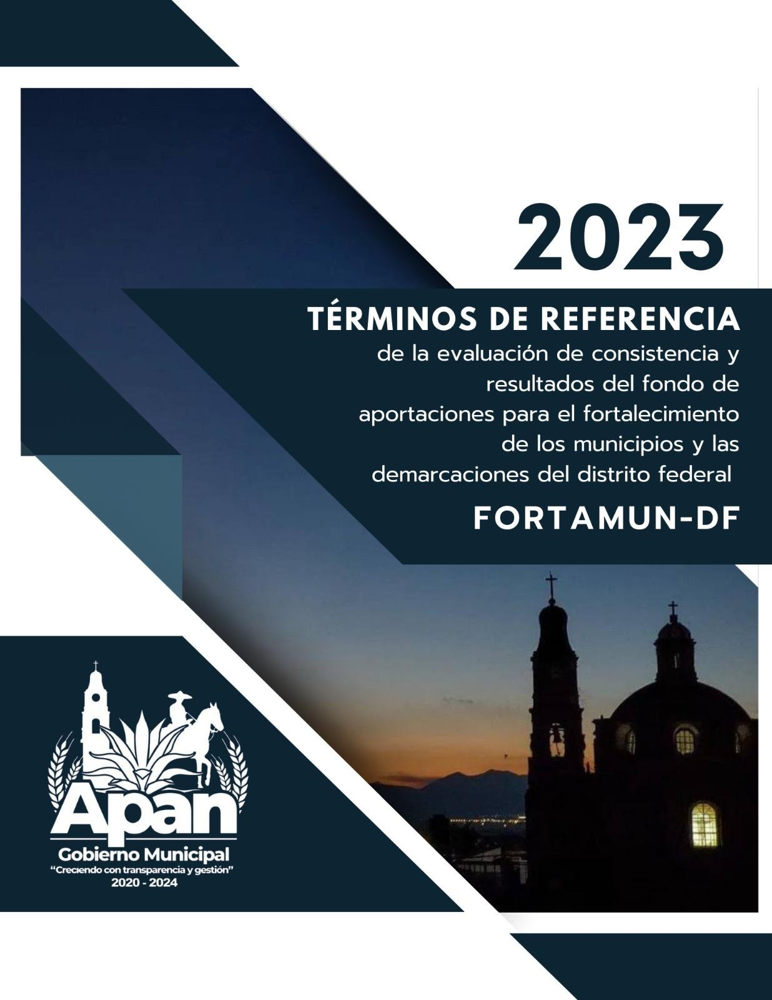 2023
TÉRMINOS DE REFERENCIA
de la evaluación de consistencia y
resultados del fondo de
aportaciones para el fortalecimiento
de los municipios y las
demarcaciones del distrito federal
FORTAMUN-DF
Apan
Gobierno Municipal
“Creciendo con transparencia y gestión”
2020 - 2024